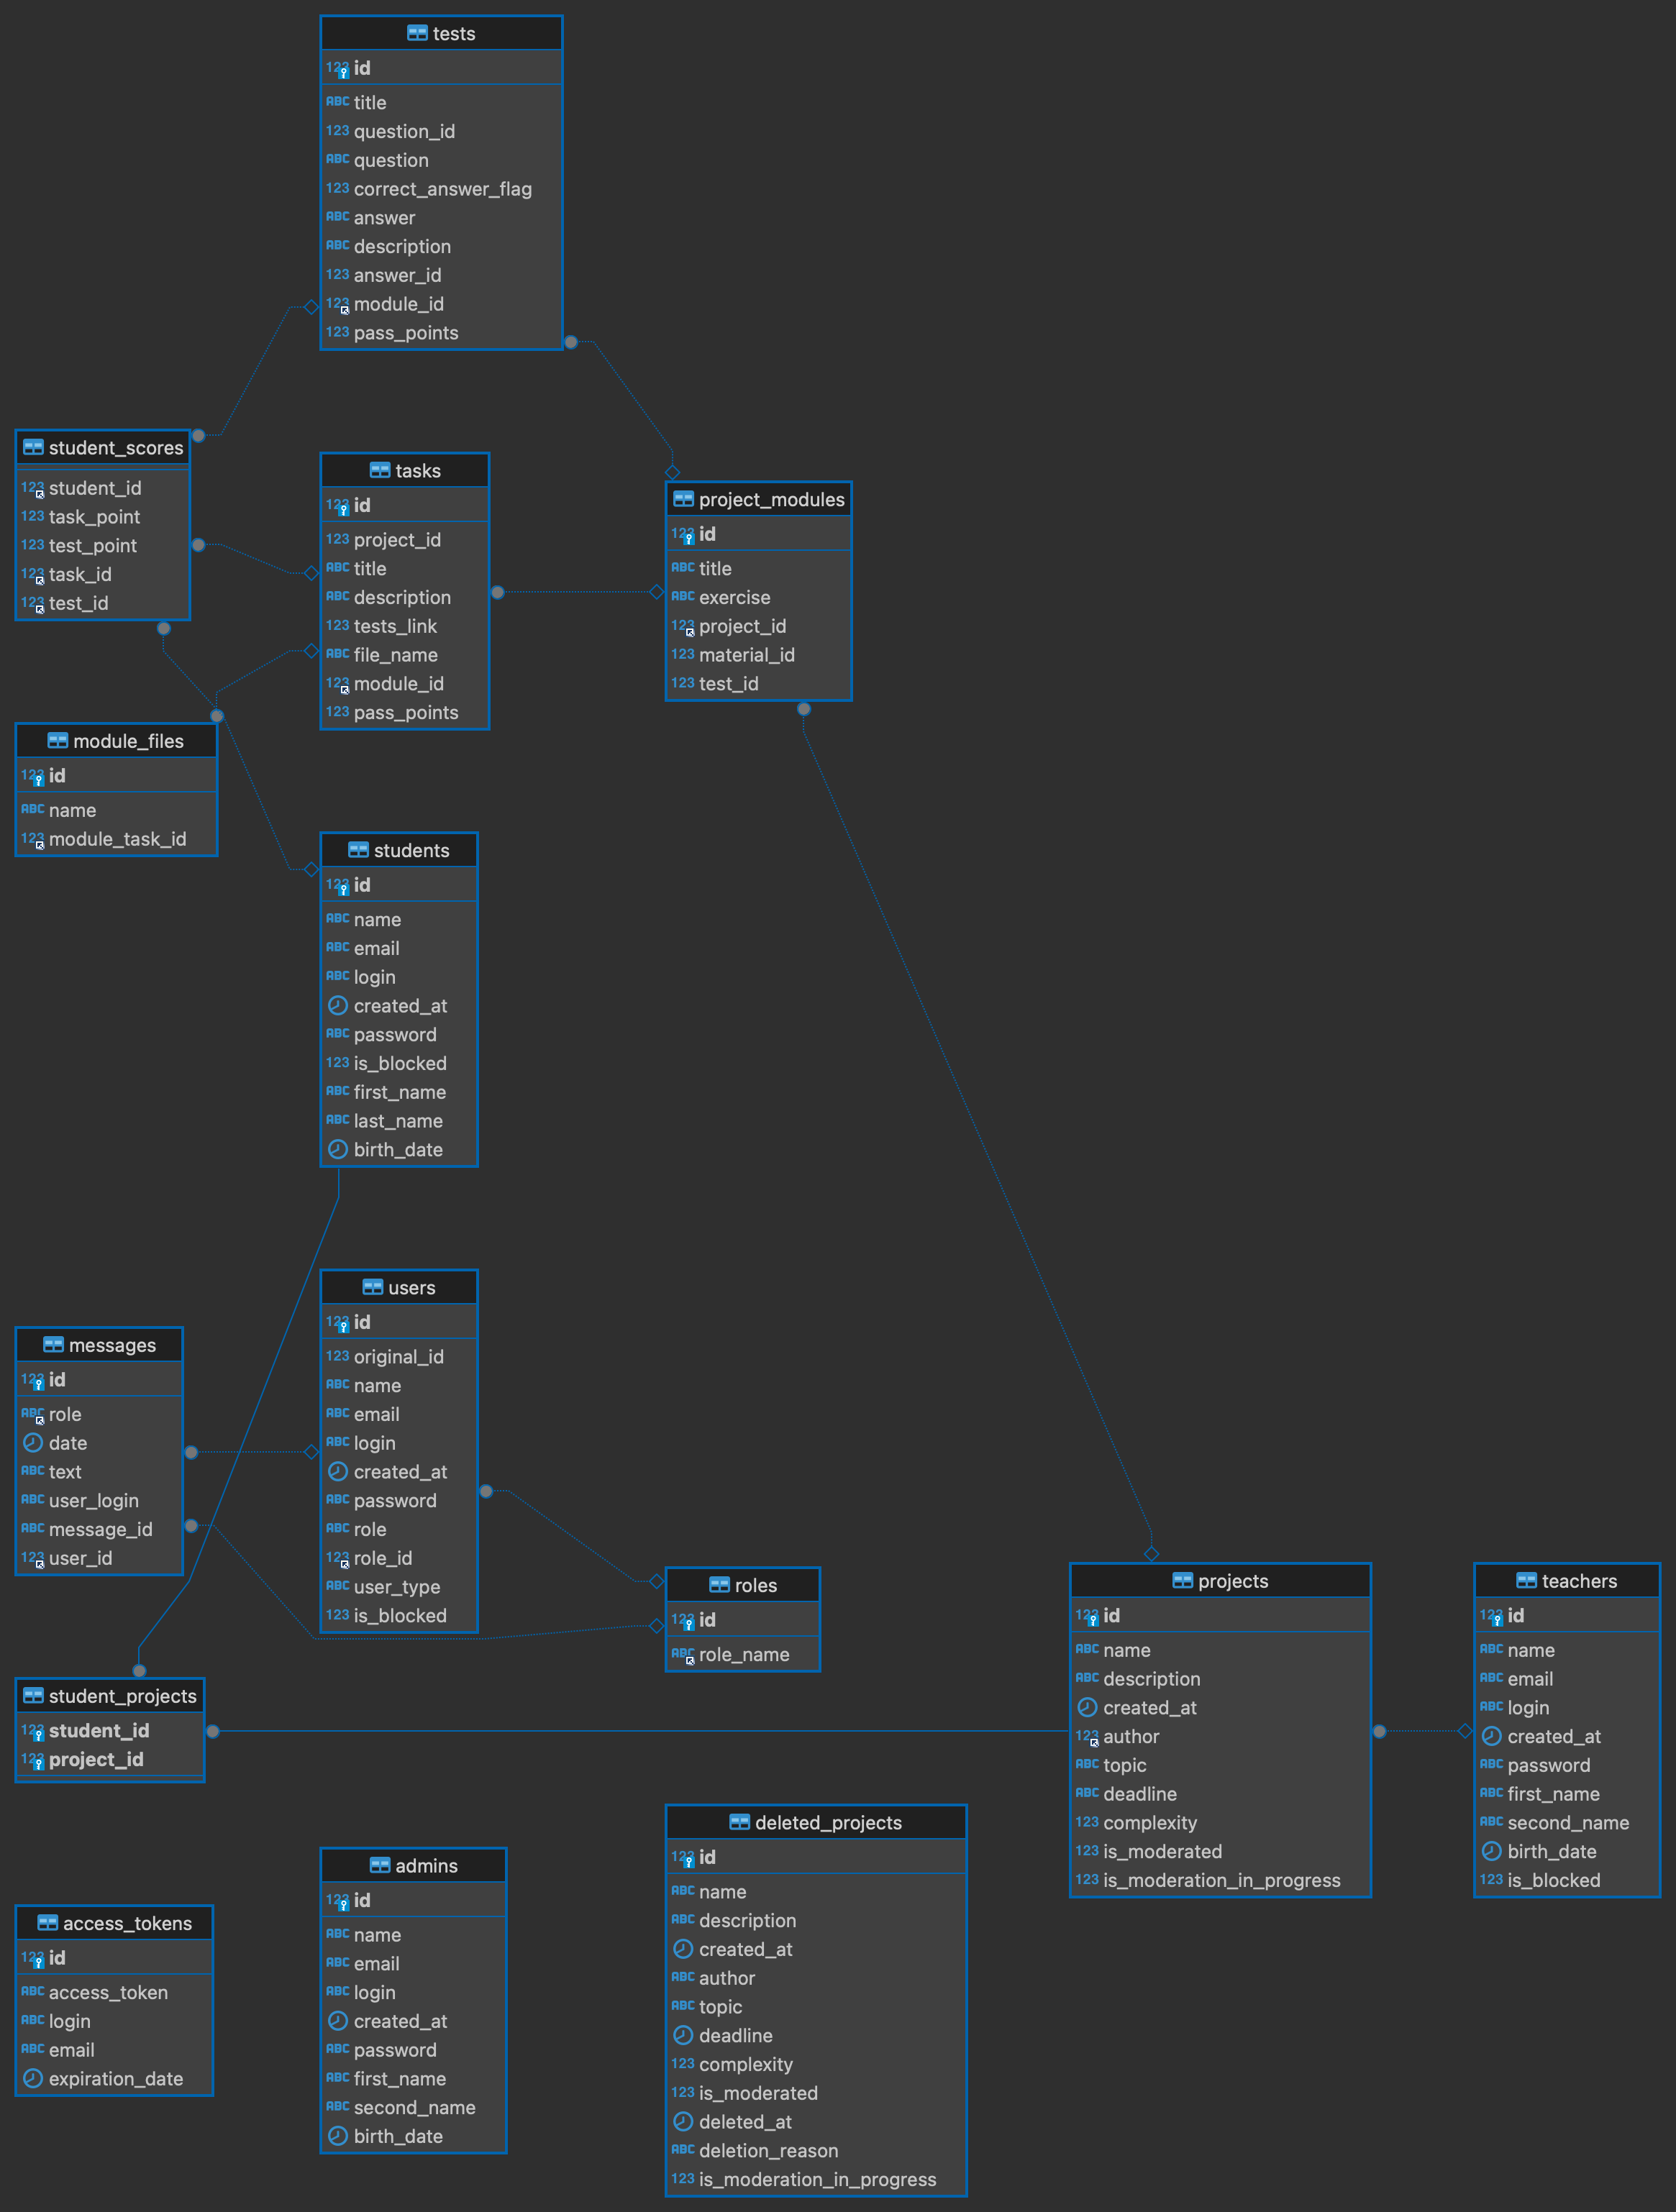 tests
123 id
ABC title
123 question_id
ABC question
123 correct_answer_flag
ABC answer
ABC description
123 answer_id
123 module_id
123 pass_points
student_scores
123 student_id
123 task_point
123 test_point
123 task_id
123 test_id
tasks
123 id
123 project_id
ABC title
ABC description
123 tests_link
ABC file_name
123 module_id
123 pass_points
project_modules
123 id
ABC title
ABC exercise
123 project_id
123 material_id
123 test_id
module_files
123 id
ABC name
123 module_task_id
students
123 id
ABC name
ABC email
ABC login
created_at
ABC password
123 is_blocked
ABC first_name
ABC last_name
birth_date
users
123 id
123 original_id
ABC name
ABC email
ABC login
created_at
ABC password
ABC role
123 role_id
ABC user_type
123 is_blocked
messages
123 id
ABC role
date
ABC text
ABC user_login
ABC message_id
123 user_id
roles
123 id
ABC role_name
projects
123 id
ABC name
ABC description
created_at
123 author
ABC topic
ABC deadline
123 complexity
123 is_moderated
123 is_moderation_in_progress
teachers
123 id
ABC name
ABC email
ABC login
created_at
ABC password
ABC first_name
ABC second_name
birth_date
123 is_blocked
student_projects
123 student_id
123 project_id
deleted_projects
123 id
ABC name
ABC description
created_at
ABC author
ABC topic
deadline
123 complexity
123 is_moderated
deleted_at
ABC deletion_reason
123 is_moderation_in_progress
admins
123 id
ABC name
ABC email
ABC login
created_at
ABC password
ABC first_name
ABC second_name
birth_date
access_tokens
123 id
ABC access_token
ABC login
ABC email
expiration_date